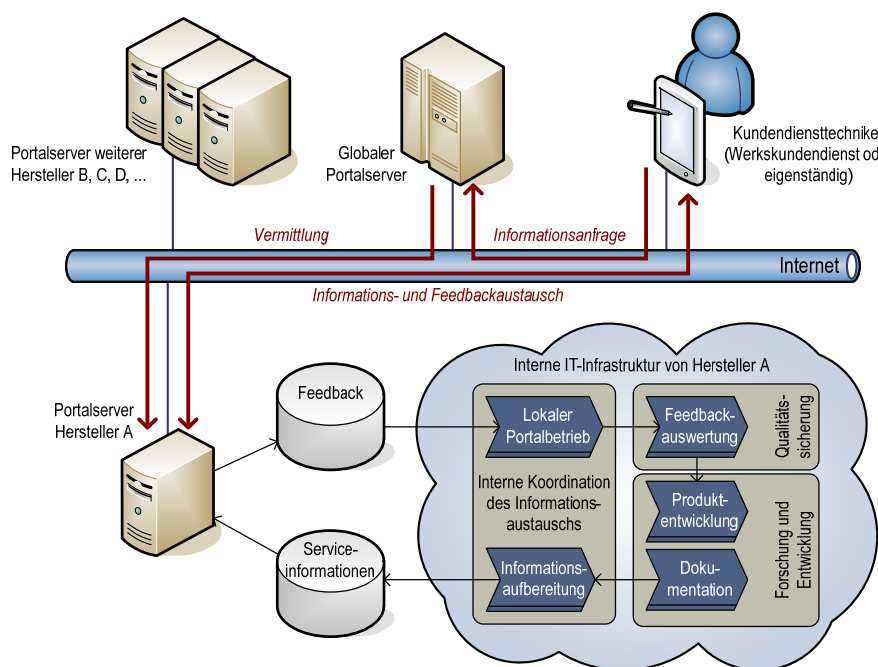 Portalserver weiterer
Hersteller B, C, D, ...
Globaler
Portalserver
Kundendiensttechnike
(Werkskundendienst od
eigenständig)
Vermittlung
Informationsanfrage
Internet
Informations- und Feedbackaustausch
Interne IT-Infrastruktur von Hersteller A
Portalserver
Hersteller A
Feedback
Lokaler
Portalbetrieb
Feedback-
auswertung
Qualitäts-
sicherung
Interne Koordination
des Informations-
austauschs
Produkt-
entwicklung
Forschung und
Entwicklung
Service-
informationen
Informations-
aufbereitung
Doku-
mentation